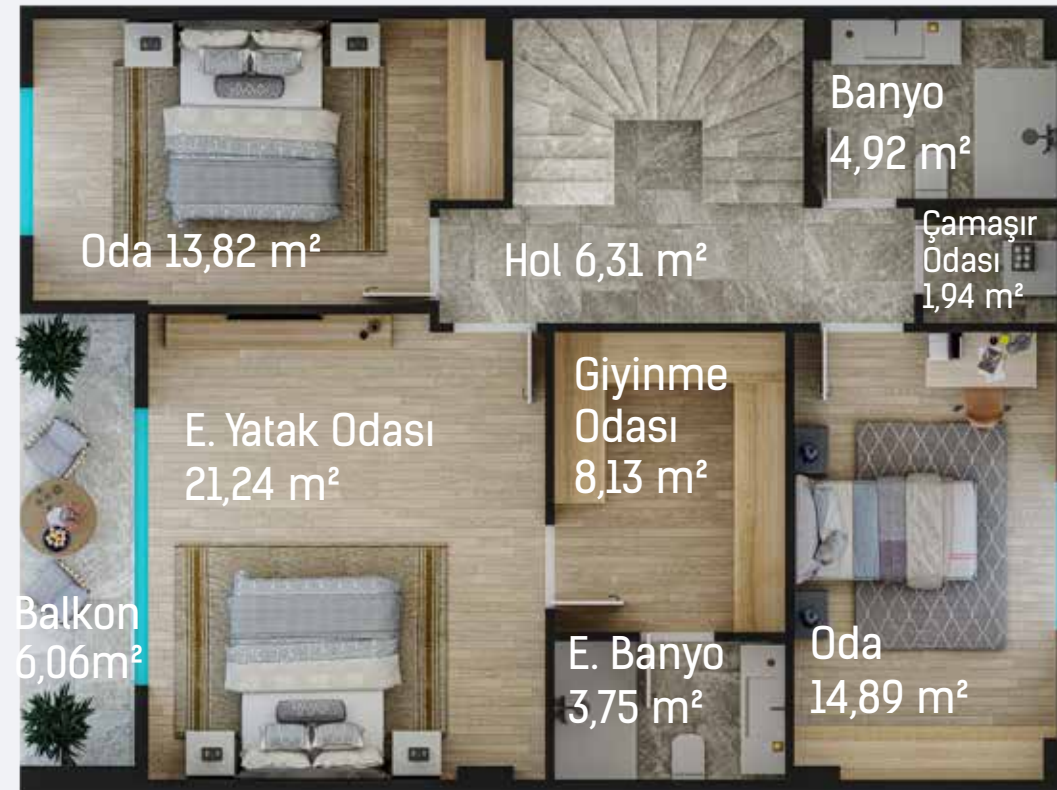 Banyo
4,92 m²
Oda 13,82 m²
Hol 6,31 m²
Çamaşır
Odası
1,94 m²
E. Yatak Odası
21,24 m²
Giyinme
Odası
8,13 m²
Balkon
6,06m²
E. Banyo
3,75 m²
Oda
14,89 m²